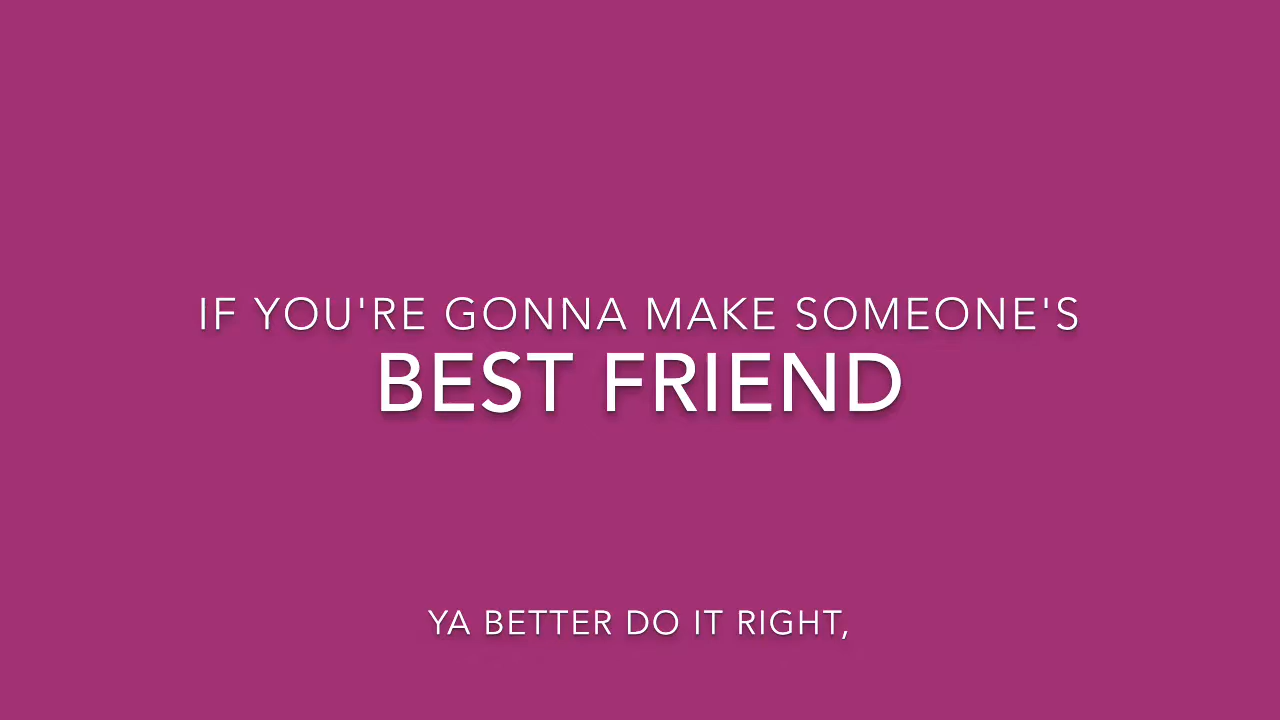 IF YOU'RE GONNA MAKE SOMEONE'S
BEST FRIEND
YA BETTER DO IT RIGHT,